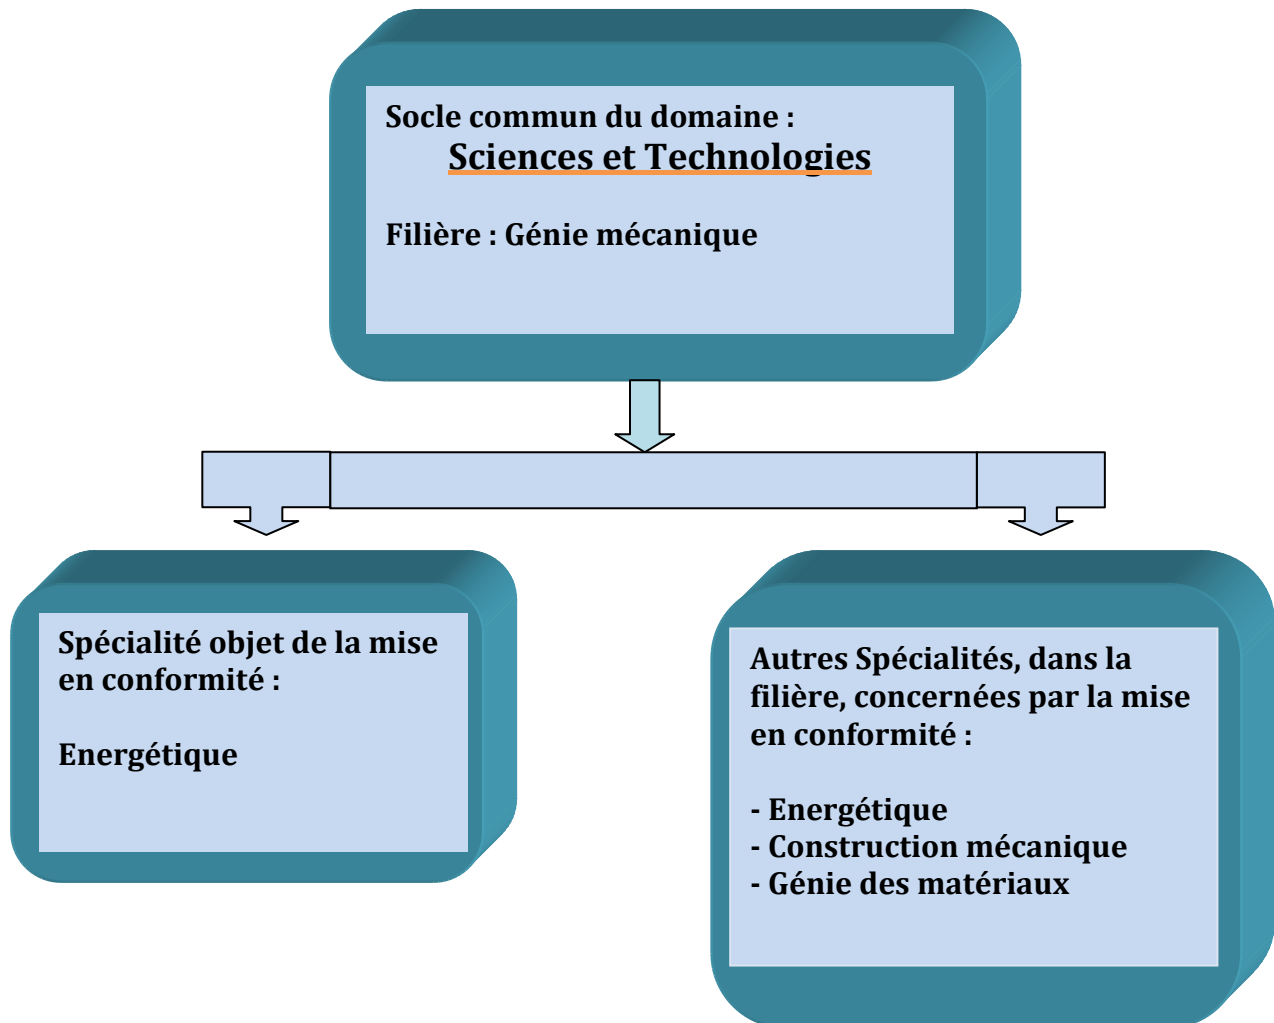 Socle commun du domaine :
Sciences et Technologies
Filière : Génie mécanique
Spécialité objet de la mise
en conformité :
Energétique
Autres Spécialités, dans la
filière, concernées par la mise
en conformité :
- Energétique
- Construction mécanique
- Génie des matériaux